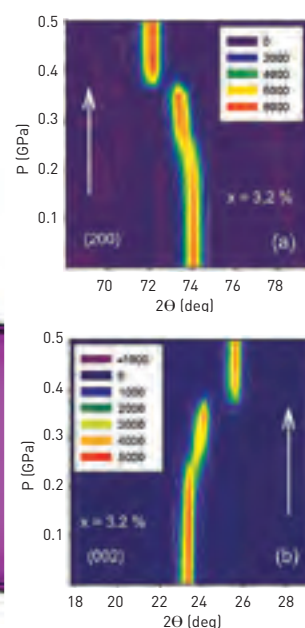 0.5
0.4
0.3
0.2
0.1
P (GPa)
0
2000
4000
6000
8000
x = 3.2 %
(200)
(a)
70 72 74 76 78
2Θ (deg)
0.5
0.4
0.3
0.2
0.1
P (GPa)
0
1000
2000
3000
4000
5000
x = 3.2 %
(002)
(b)
18 20 22 24 26 28
2Θ (deg)